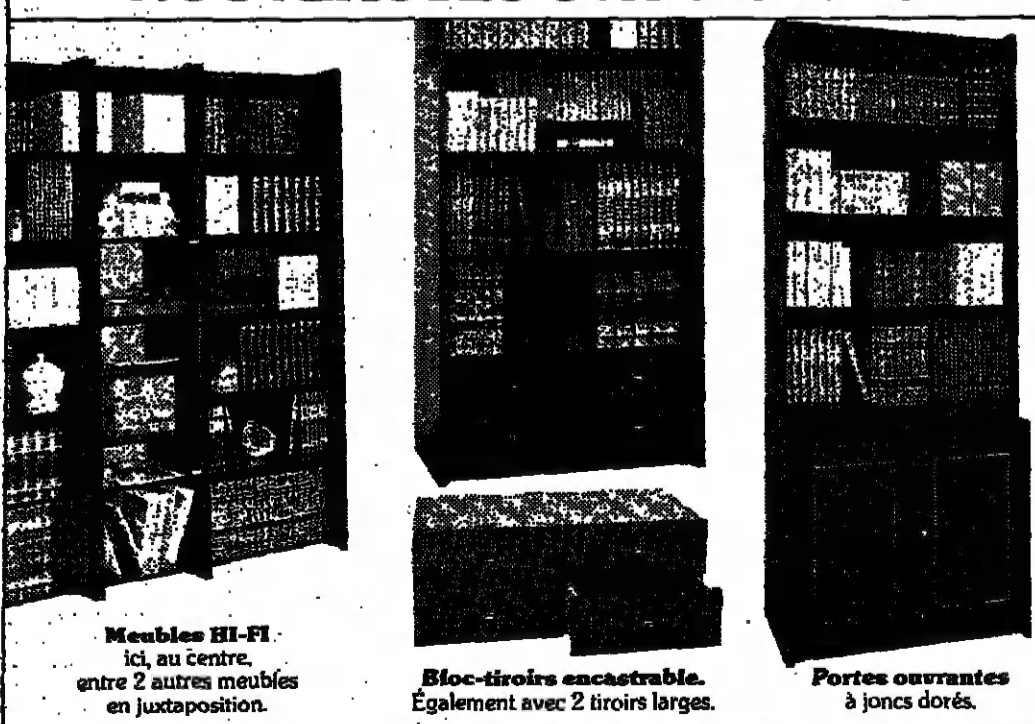 Meubles HI-FI
ici, au centre,
entre 2 autres meubles
en juxtaposition.
Bloc-tiroirs encastrable.
Également avec 2 tiroirs larges.
Portes ouvrantes
à joncs dorés.